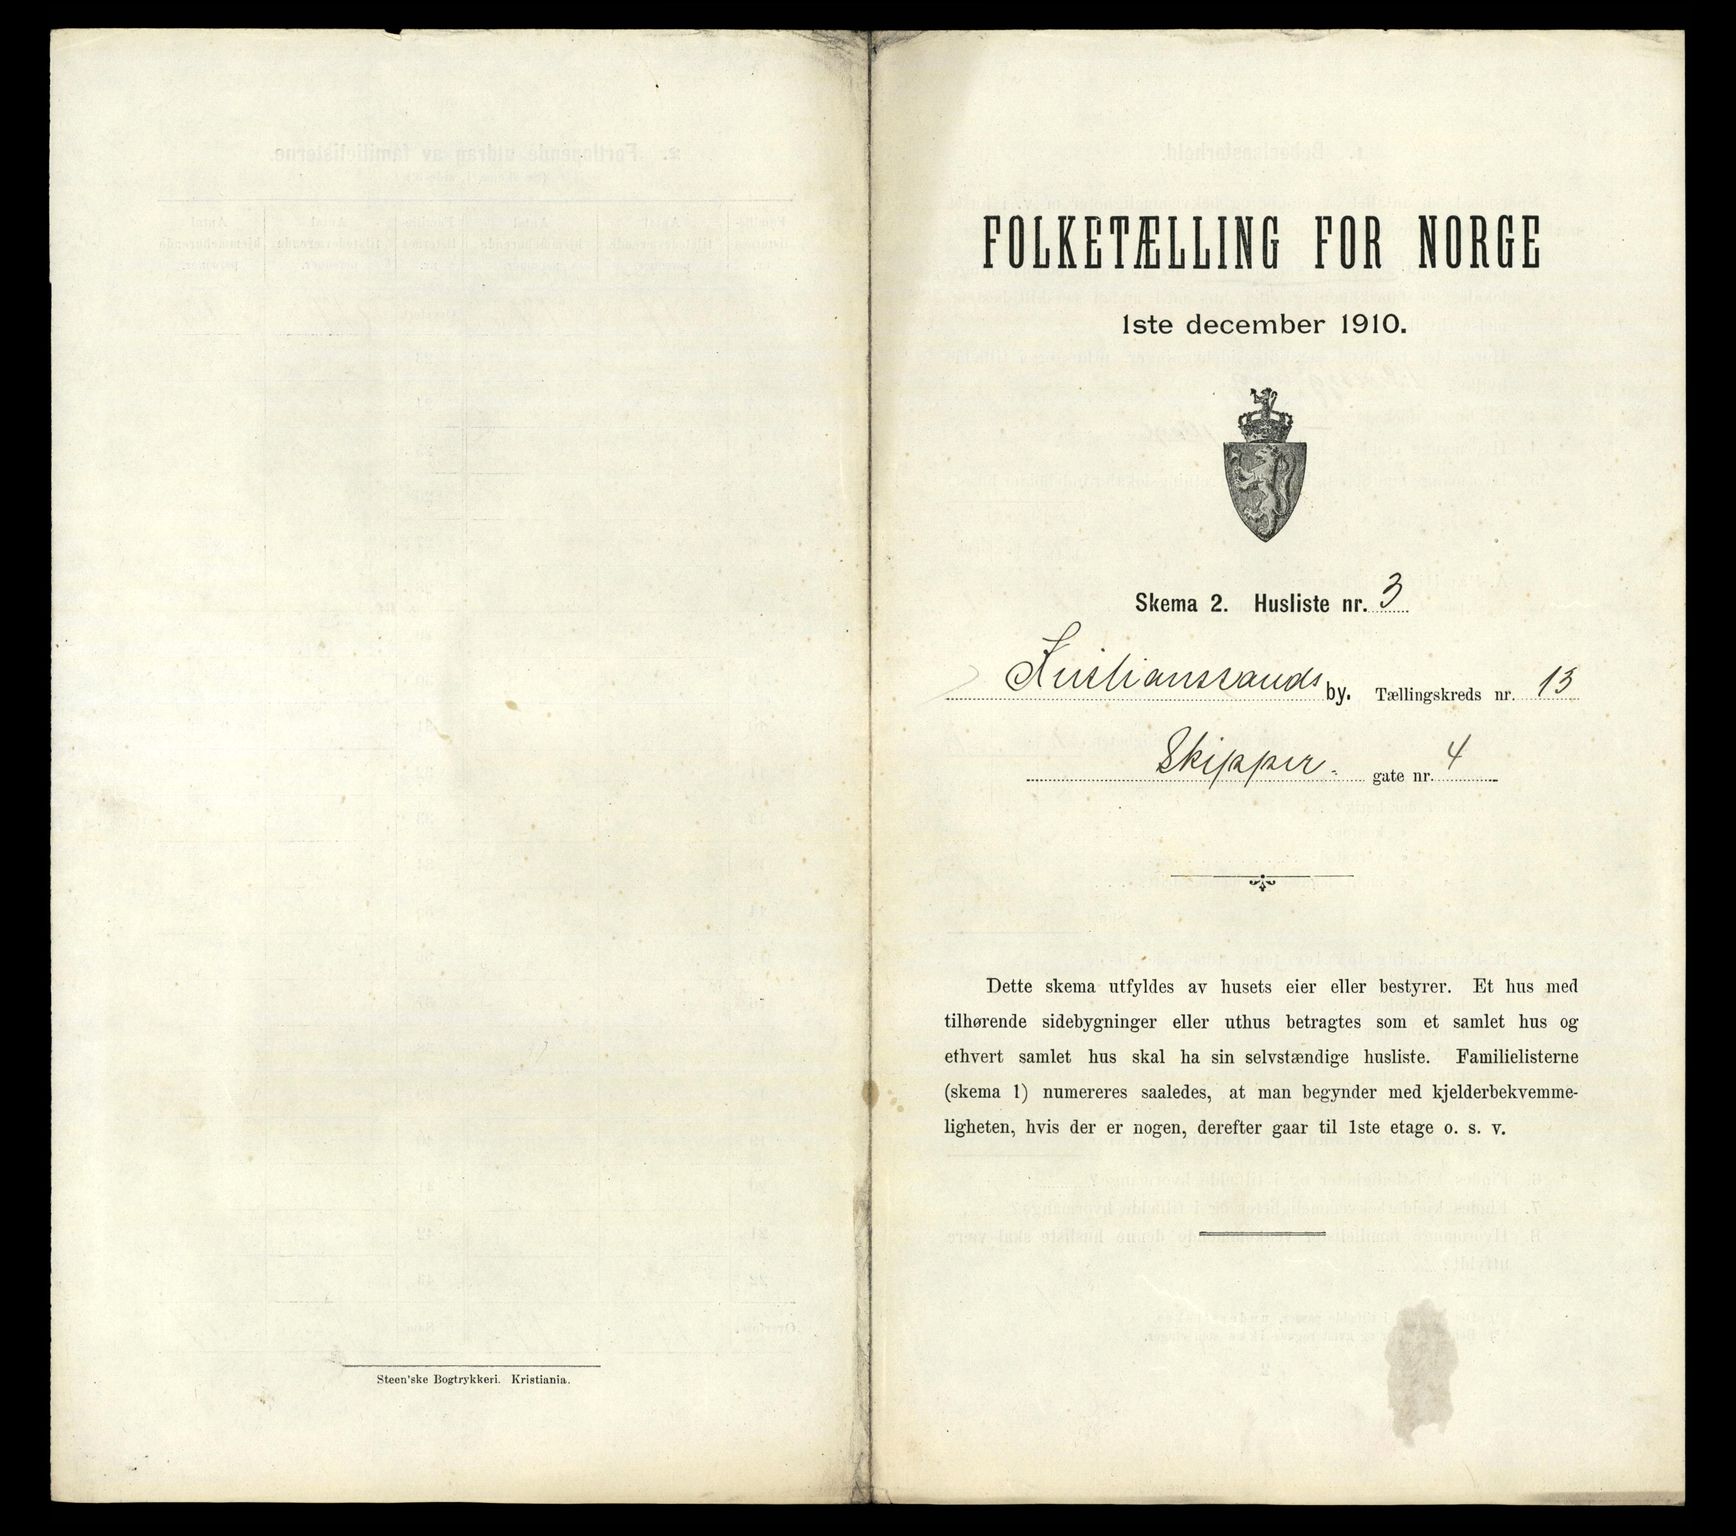 FOLKETÆLLING FOR NORGE
1ste december 1910.
Skema 2. Husliste nr. 3
Kristianssands by. Tællingskreds nr. 13
Skipper- gate nr. 4
Dette skema utfyldes av husets eier eller bestyrer. Et hus med
tilhørende sidebygninger eller uthus betragtes som et samlet hus og
ethvert samlet hus skal ha sin selvstændige husliste. Familielisterne
(skema 1) numereres saaledes, at man begynder med kjelderbekvemme-
ligheten, hvis der er nogen, derefter gaar til 1ste etage o. s. v.
Steen'ske Bogtrykkeri. Kristiania.